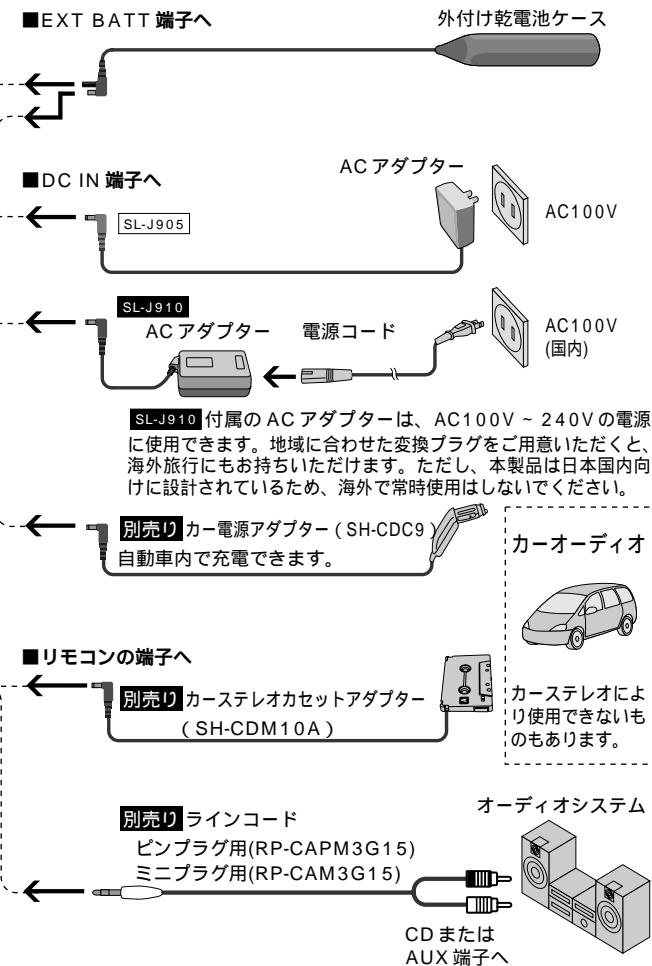 ■EXT BATT 端子へ
外付け乾電池ケース
■DC IN 端子へ
AC アダプター
SL-J905
AC100V
SL-J910
AC アダプター
電源コード
AC100V
(国内)
SL-J910 付属の AC アダプターは、AC100V ~ 240Vの電源
に使用できます。地域に合わせた変換プラグをご用意いただくと、
海外旅行にもお持ちいただけます。ただし、本製品は日本国内向
けに設計されているため、海外で常時使用はしないでください。
別売り カー電源アダプター ( SH-CDC9 )
自動車内で充電できます。
カーオーディオ
カーステレオによ
り使用できないも
のもあります。
■リモコンの端子へ
別売り カーステレオカセットアダプター
( SH-CDM10A )
オーディオシステム
別売り ラインコード
ピンプラグ用(RP-CAPM3G15)
ミニプラグ用(RP-CAM3G15)
CD または
AUX 端子へ